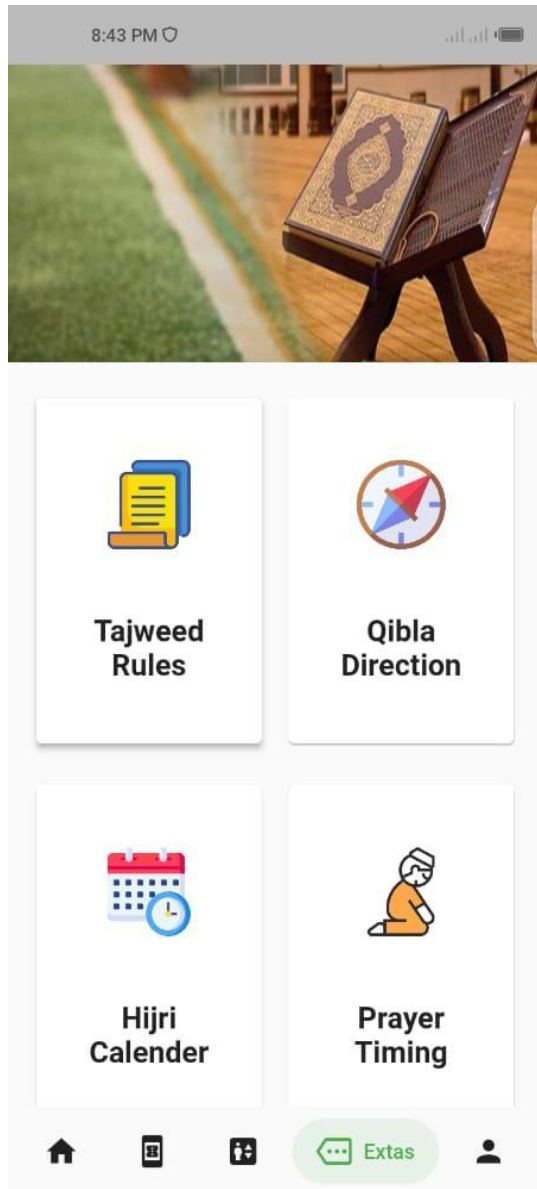 8:43 PM
Tajweed
Rules
Qibla
Direction
Hijri
Calender
Prayer
Timing
Extas